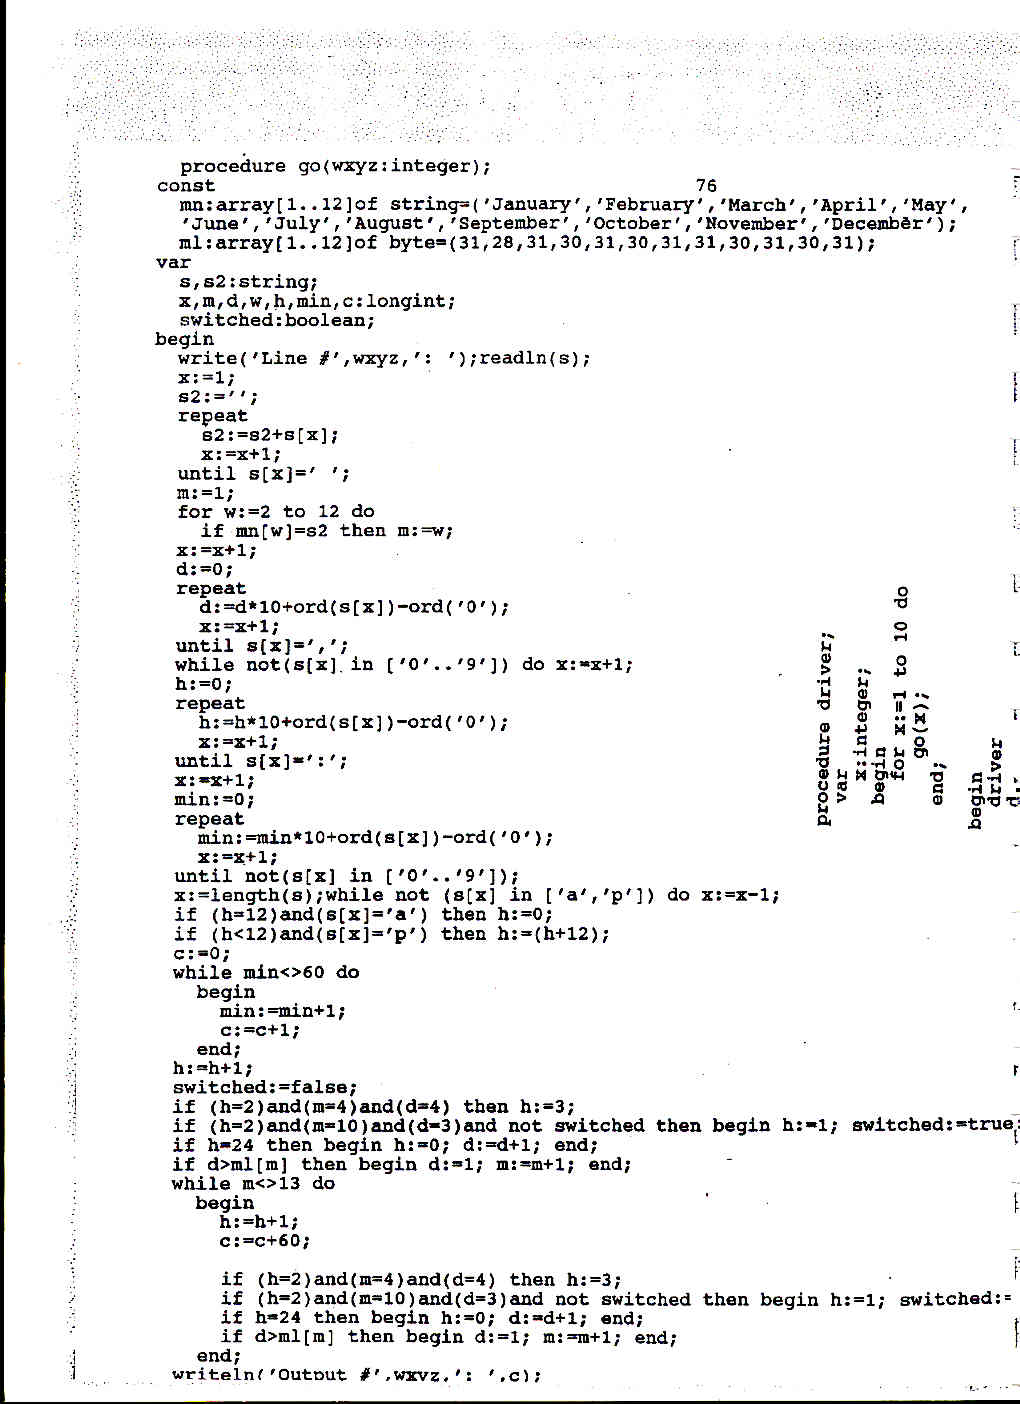 procedure go(wxyz:integer);
const 76
mn:array[1..12]of string=('January','February','March','April','May',
'June','July','August','September','October','November','December');
ml:array[1..12]of byte=(31,28,31,30,31,30,31,31,30,31,30,31);
var
s,s2:string;
x,m,d,w,h,min,c:longint;
switched:boolean;
begin
write('Line #',wxyz,': ');readln(s);
x:=1;
s2:='';
repeat
s2:=s2+s[x];
x:=x+1;
until s[x]=' ';
m:=1;
for w:=2 to 12 do
if mn[w]=s2 then m:=w;
x:=x+1;
d:=0;
repeat
d:=d*10+ord(s[x])-ord('0');
x:=x+1;
until s[x]=',';
while not(s[x] in ['0'..'9']) do x:=x+1;
h:=0;
repeat
h:=h*10+ord(s[x])-ord('0');
x:=x+1;
until s[x]=':';
x:=x+1;
min:=0;
repeat
min:=min*10+ord(s[x])-ord('0');
x:=x+1;
until not(s[x] in ['0'..'9']);
x:=length(s);while not (s[x] in ['a','p']) do x:=x-1;
if (h=12)and(s[x]='a') then h:=0;
if (h<12)and(s[x]='p') then h:=(h+12);
c:=0;
while min<>60 do
begin
min:=min+1;
c:=c+1;
end;
h:=h+1;
switched:=false;
if (h=2)and(m=4)and(d=4) then h:=3;
if (h=2)and(m=10)and(d=3)and not switched then begin h:=1; switched:=true;
if h=24 then begin h:=0; d:=d+1; end;
if d>ml[m] then begin d:=1; m:=m+1; end;
while m<>13 do
begin
h:=h+1;
c:=c+60;
if (h=2)and(m=4)and(d=4) then h:=3;
if (h=2)and(m=10)and(d=3)and not switched then begin h:=1; switched:=
if h=24 then begin h:=0; d:=d+1; end;
if d>ml[m] then begin d:=1; m:=m+1; end;
end;
writeln('Output #',wxyz,': ',c);
procedure driver;
var
x:integer;
begin
for x:=1 to 10 do
go(x);
end;
begin
driver